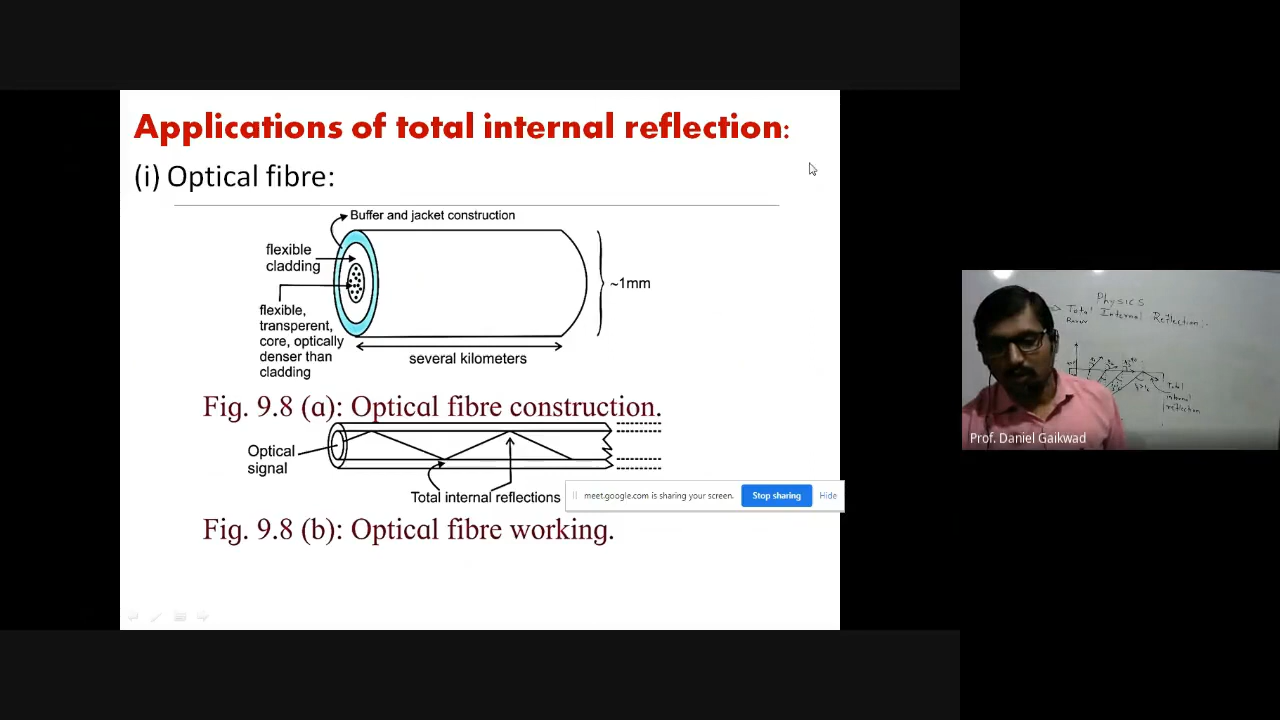 Applications of total internal reflection:
(i) Optical fibre:
Buffer and jacket construction
flexible
cladding
~1mm
flexible,
transperent,
core, optically
denser than
cladding
several kilometers
Fig. 9.8 (a): Optical fibre construction.
Optical
signal
Total internal reflections
meet.google.com is sharing your screen.
Stop sharing
Hide
Fig. 9.8 (b): Optical fibre working.
Physics
Total Internal Reflection..
Total
internal
reflection
Prof. Daniel Gaikwad